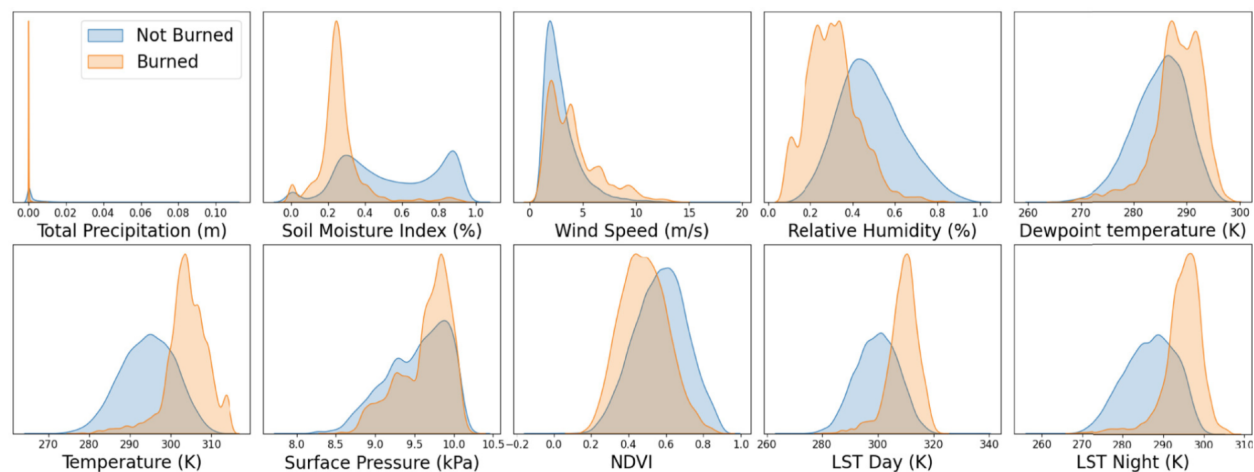 Not Burned
Burned
0.00 0.02 0.04 0.06 0.08 0.10
Total Precipitation (m)
0.0 0.2 0.4 0.6 0.8 1.0
Soil Moisture Index (%)
0 5 10 15 20
Wind Speed (m/s)
0.0 0.2 0.4 0.6 0.8 1.0
Relative Humidity (%)
260 270 280 290 300
Dewpoint temperature (K)
270 280 290 300 310
Temperature (K)
8.0 8.5 9.0 9.5 10.0 10.5
Surface Pressure (kPa)
−0.2 0.0 0.2 0.4 0.6 0.8 1.0
NDVI
260 280 300 320 340
LST Day (K)
260 270 280 290 300 310
LST Night (K)